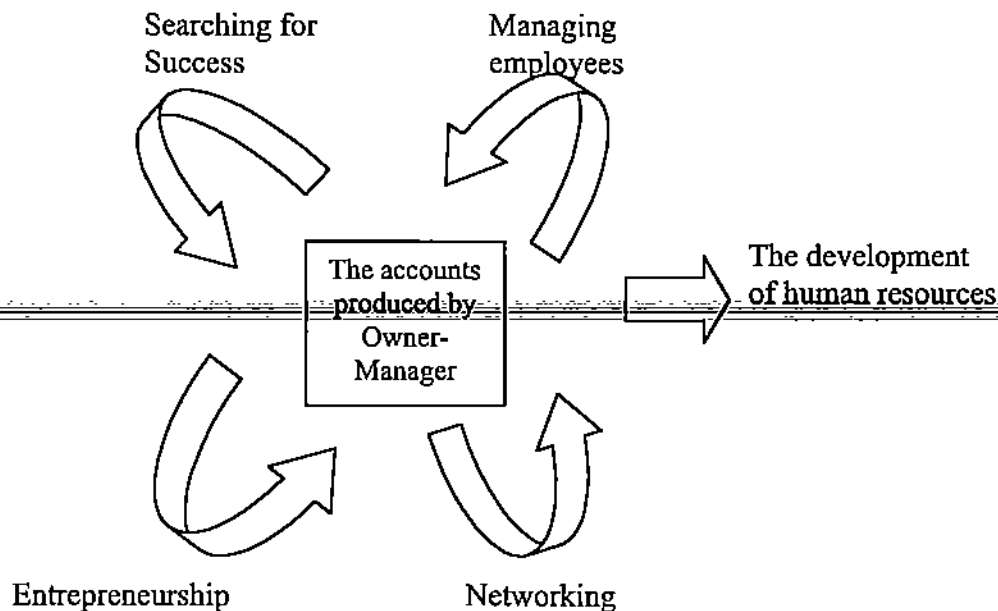 Searching for
Success
Managing
employees
The accounts
produced by
Owner-
Manager
The development
of human resources
Entrepreneurship
Networking